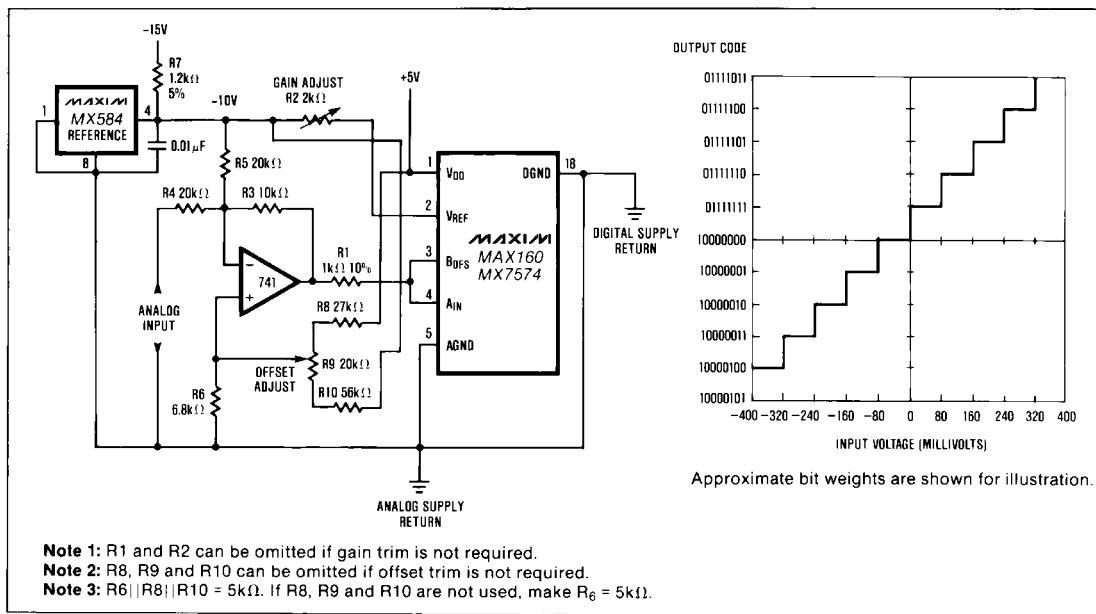 -15V
R7
1.2kΩ
5%
MAXIM
MX584
REFERENCE
1
4
8
0.01µF
-10V
GAIN ADJUST
R2 2kΩ
+5V
R5 20kΩ
R4 20kΩ
R3 10kΩ
741
−
+
R1
1kΩ 10%
R8 27kΩ
R9 20kΩ
R10 56kΩ
OFFSET
ADJUST
ANALOG
INPUT
R6
6.8kΩ
1
VDD
DGND
18
2
VREF
MAXIM
MAX160
MX7574
3
BOFS
4
AIN
5
AGND
DIGITAL SUPPLY
RETURN
ANALOG SUPPLY
RETURN
OUTPUT CODE
01111011
01111100
01111101
01111110
01111111
10000000
10000001
10000010
10000011
10000100
10000101
-400 -320 -240 -160 -80 0 80 160 240 320 400
INPUT VOLTAGE (MILLIVOLTS)
Approximate bit weights are shown for illustration.
Note 1: R1 and R2 can be omitted if gain trim is not required.
Note 2: R8, R9 and R10 can be omitted if offset trim is not required.
Note 3: R6||R8||R10 = 5kΩ. If R8, R9 and R10 are not used, make R6 = 5kΩ.